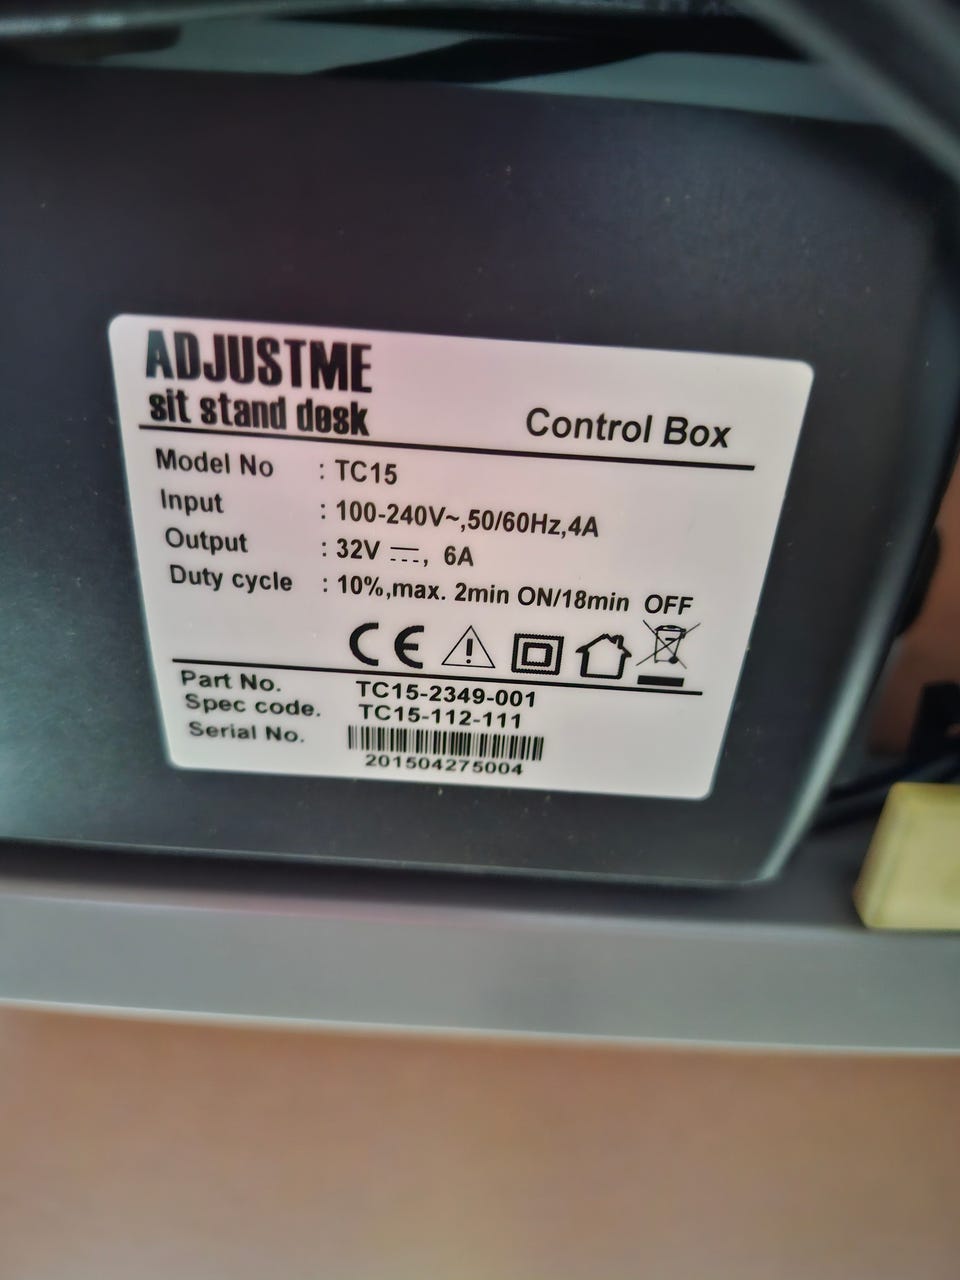 ADJUSTME
sit stand desk
Control Box
Model No : TC15
Input : 100-240V~,50/60Hz,4A
Output : 32V ⎓, 6A
Duty cycle : 10%,max. 2min ON/18min OFF
CE
Part No. TC15-2349-001
Spec code. TC15-112-111
Serial No.
201504275004